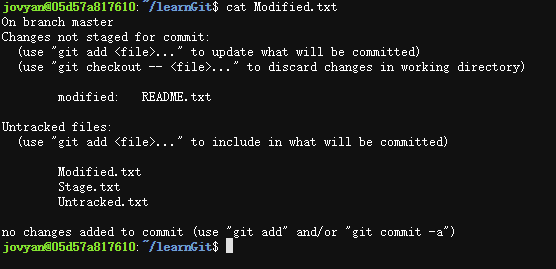 jovyan@05d57a817610:~/learnGit$ cat Modified.txt
On branch master
Changes not staged for commit:
  (use "git add <file>..." to update what will be committed)
  (use "git checkout -- <file>..." to discard changes in working directory)

        modified:   README.txt

Untracked files:
  (use "git add <file>..." to include in what will be committed)

        Modified.txt
        Stage.txt
        Untracked.txt

no changes added to commit (use "git add" and/or "git commit -a")
jovyan@05d57a817610:~/learnGit$